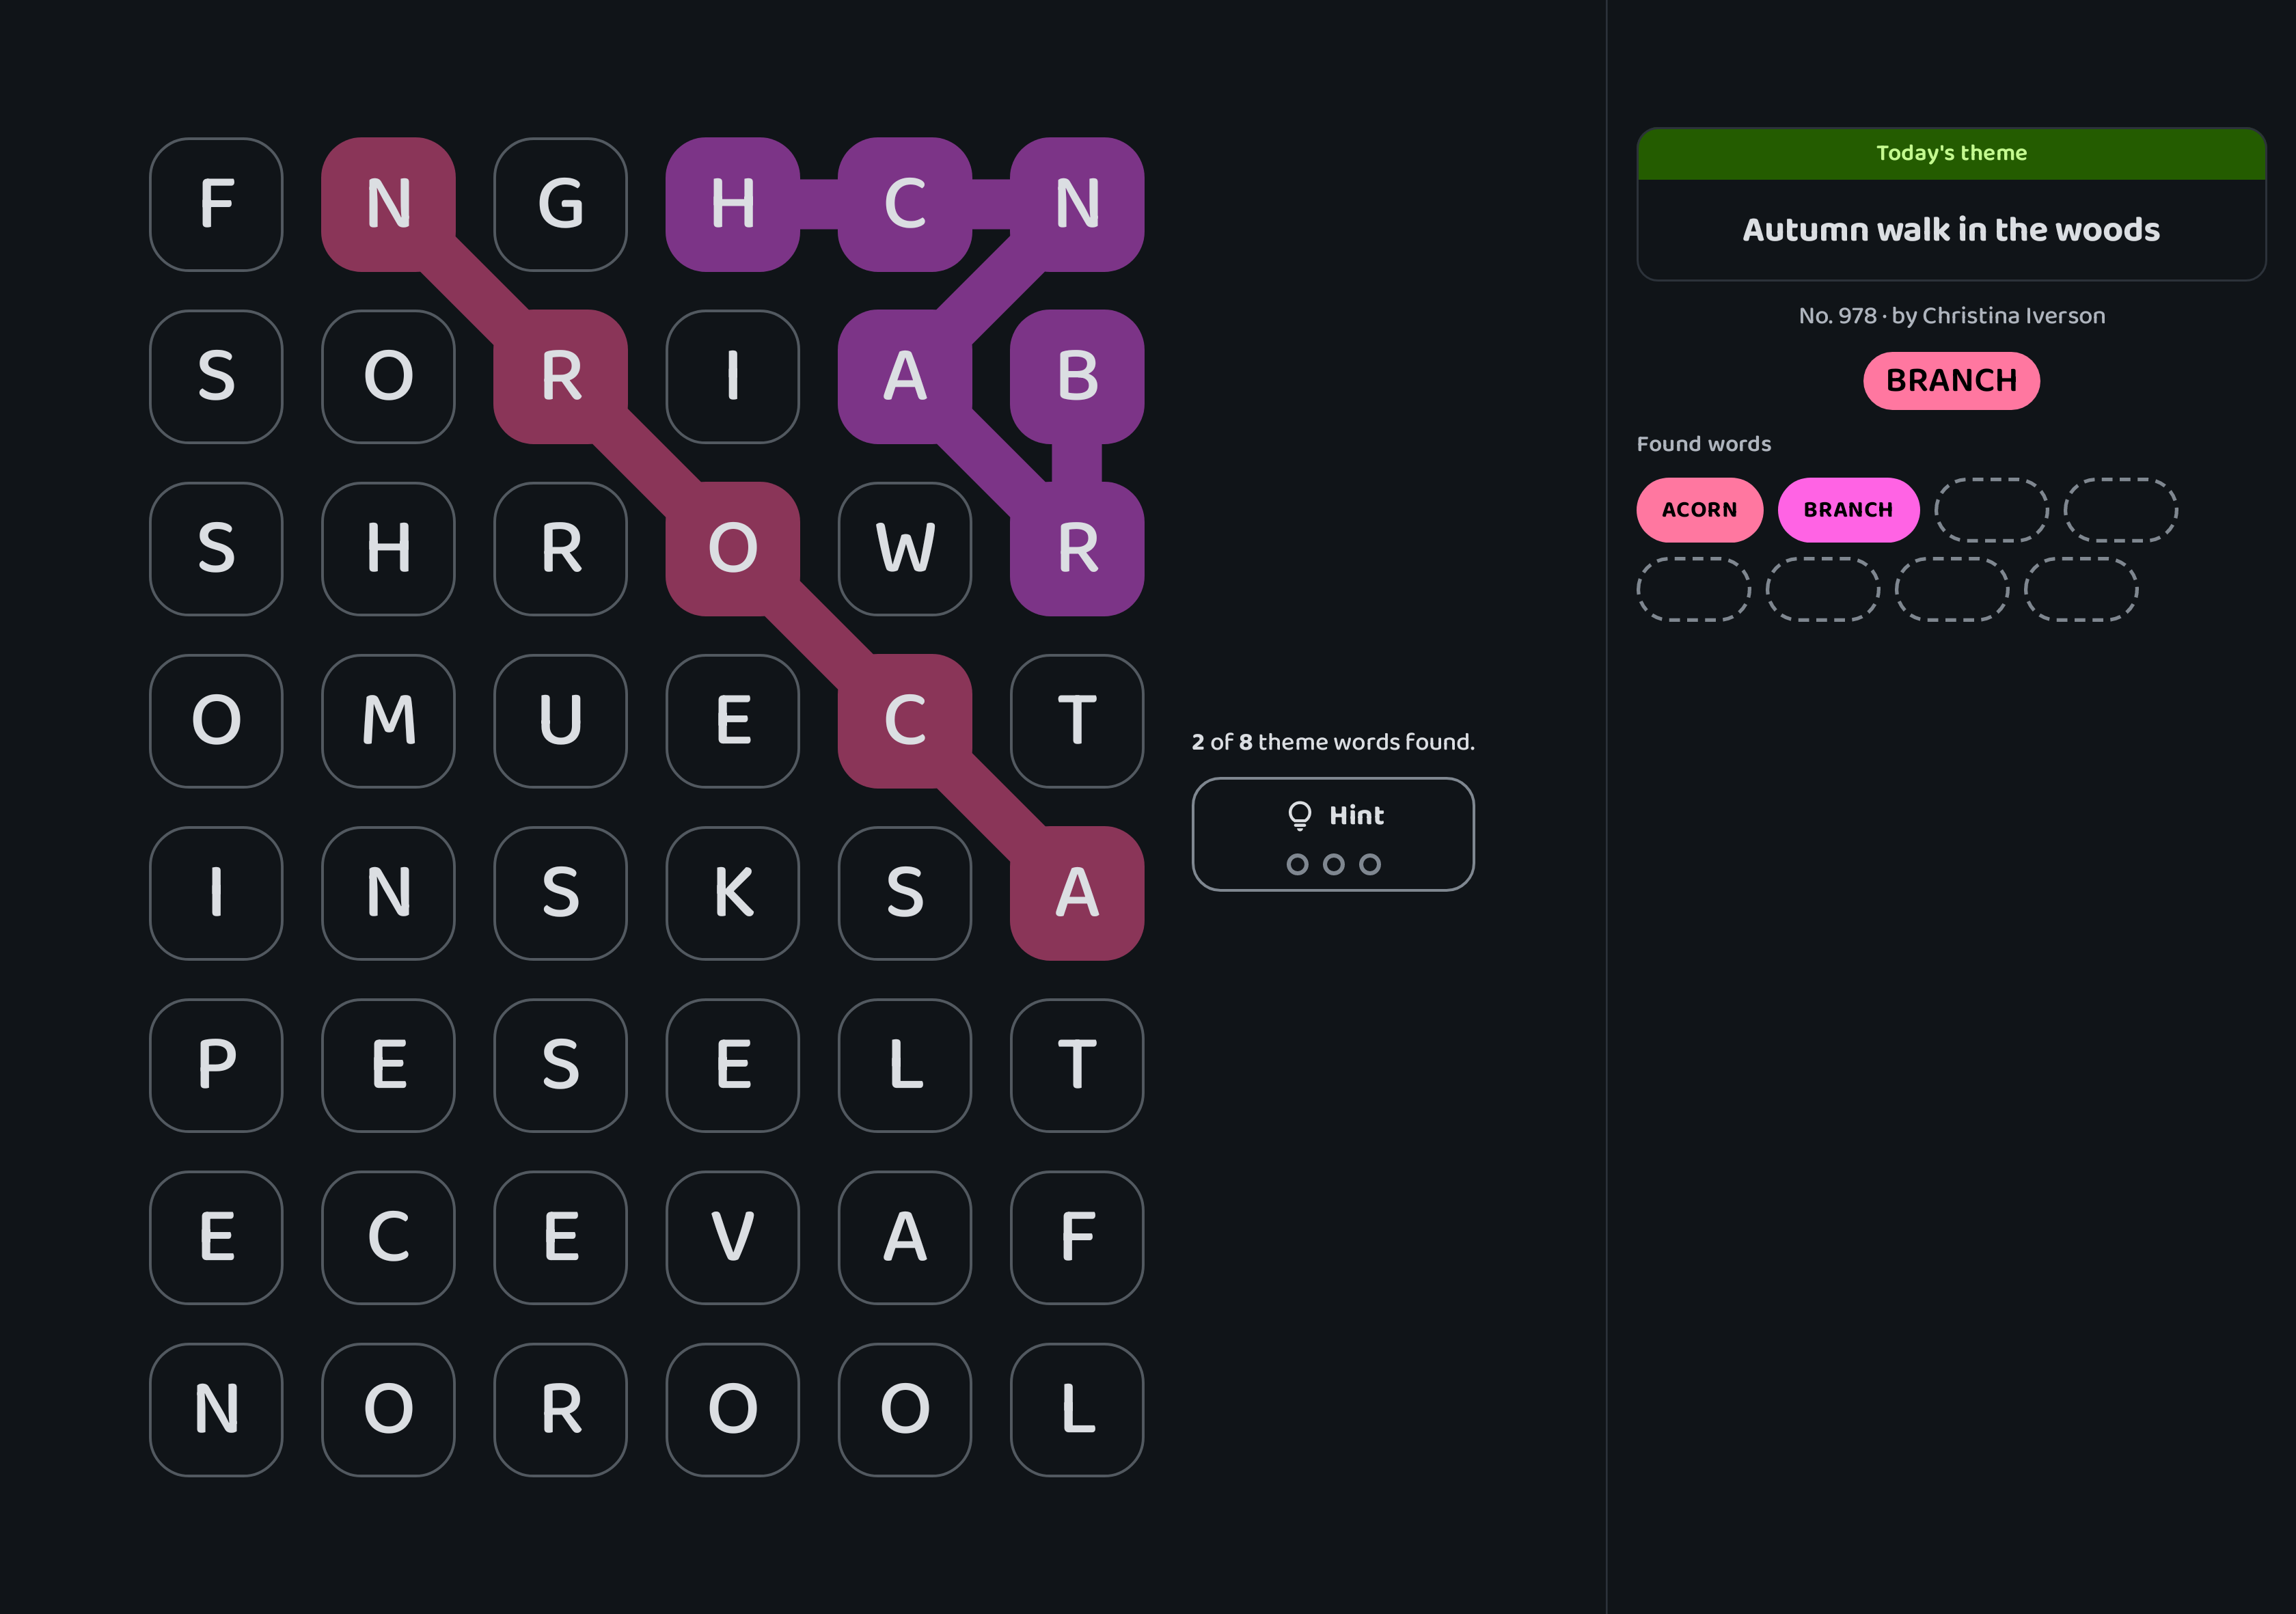 F N G H C N
S O R I A B
S H R O W R
O M U E C T
I N S K S A
P E S E L T
E C E V A F
N O R O O L
2 of 8 theme words found.
Hint
Today's theme
Autumn walk in the woods
No. 978 · by Christina Iverson
BRANCH
Found words
ACORN BRANCH